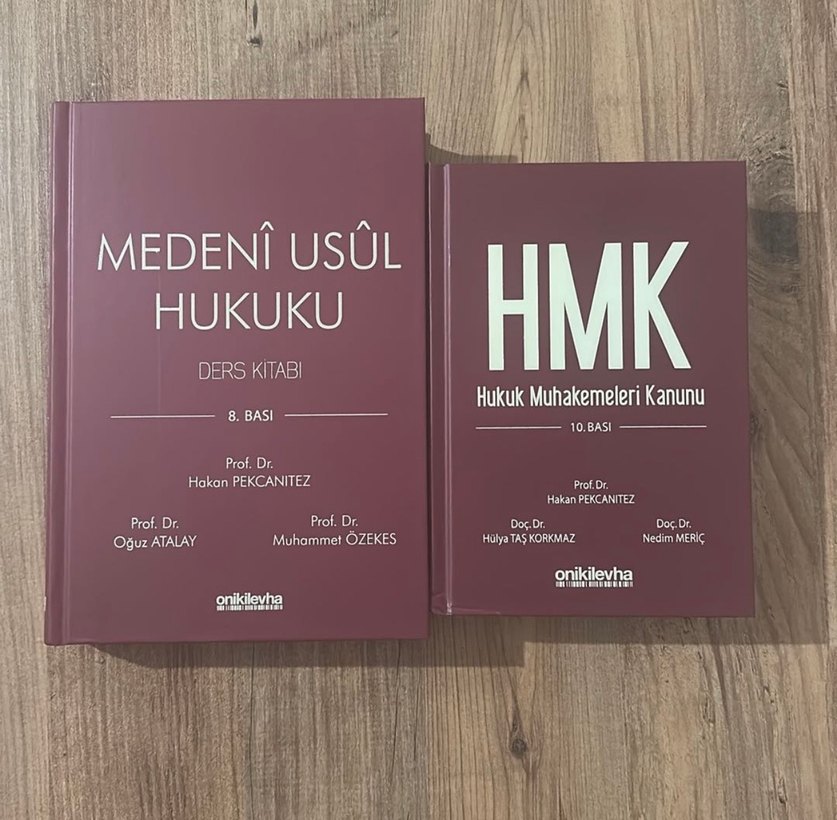 MEDENÎ USÛL
HUKUKU
DERS KİTABI
8. BASI
Prof. Dr.
Hakan PEKCANITEZ
Prof. Dr.
Oğuz ATALAY
Prof. Dr.
Muhammet ÖZEKES
onikilevha
HMK
Hukuk Muhakemeleri Kanunu
10. BASI
Prof. Dr.
Hakan PEKCANITEZ
Doç. Dr.
Hülya TAŞ KORKMAZ
Doç. Dr.
Nedim MERİÇ
onikilevha